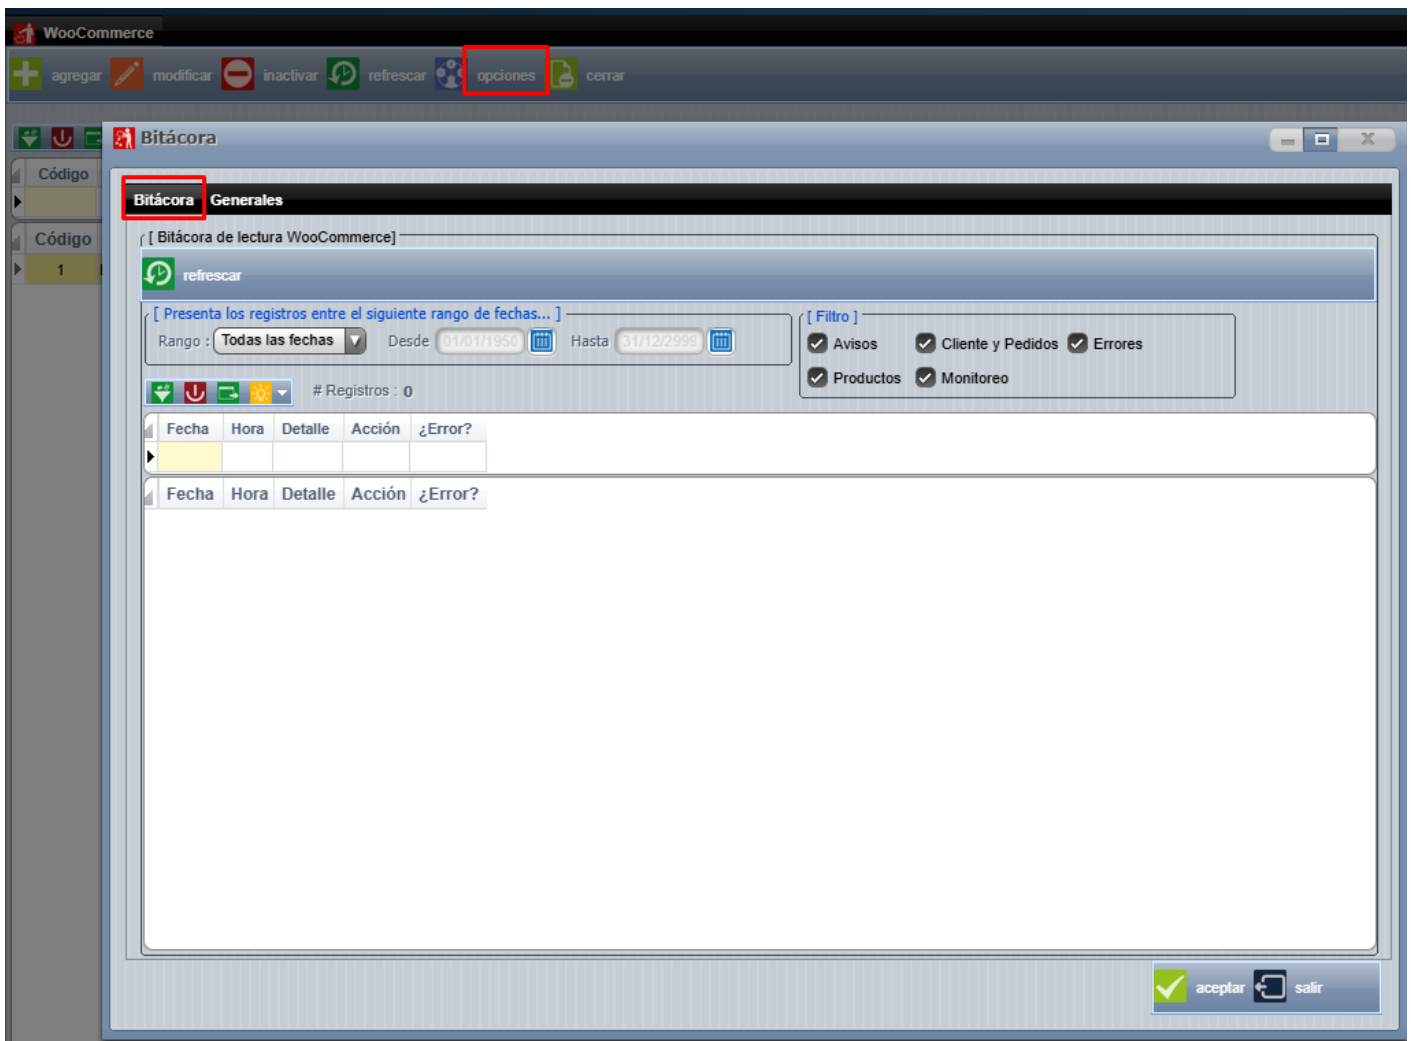 WooCommerce
agregar modificar inactivar refrescar opciones cerrar
Bitácora
Código
Código
1
Bitácora Generales
[ Bitácora de lectura WooCommerce]
refrescar
[ Presenta los registros entre el siguiente rango de fechas... ]
Rango : Todas las fechas Desde 01/01/1950 Hasta 31/12/2999
[ Filtro ]
Avisos Cliente y Pedidos Errores
Productos Monitoreo
# Registros : 0
Fecha Hora Detalle Acción ¿Error?
Fecha Hora Detalle Acción ¿Error?
aceptar salir